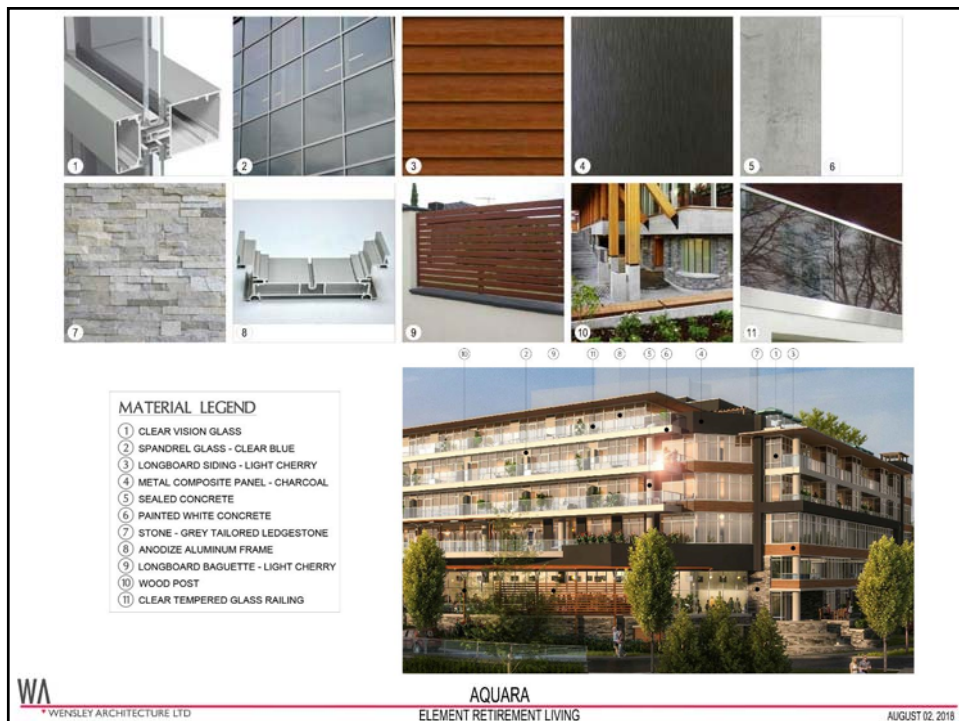 1
2
3
4
5
6
7
8
9
10
11
10 2 9 11 8 5 6 4 7 1 3
MATERIAL LEGEND
1 CLEAR VISION GLASS
2 SPANDREL GLASS - CLEAR BLUE
3 LONGBOARD SIDING - LIGHT CHERRY
4 METAL COMPOSITE PANEL - CHARCOAL
5 SEALED CONCRETE
6 PAINTED WHITE CONCRETE
7 STONE - GREY TAILORED LEDGESTONE
8 ANODIZE ALUMINUM FRAME
9 LONGBOARD BAGUETTE - LIGHT CHERRY
10 WOOD POST
11 CLEAR TEMPERED GLASS RAILING
WA
WENSLEY ARCHITECTURE LTD
AQUARA
ELEMENT RETIREMENT LIVING
AUGUST 02, 2018